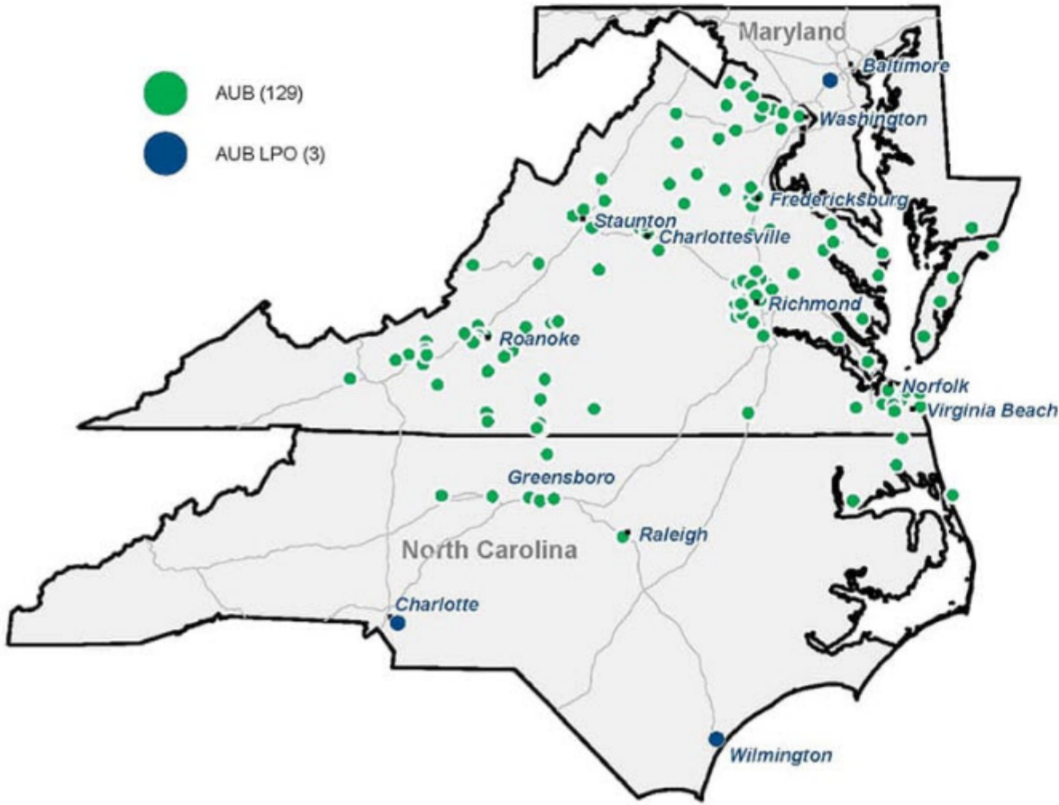 Maryland
Baltimore
AUB (129)
Washington
AUB LPO (3)
Fredericksburg
Staunton
Charlottesville
Richmond
Roanoke
Norfolk
Virginia Beach
Greensboro
Raleigh
North Carolina
Charlotte
Wilmington